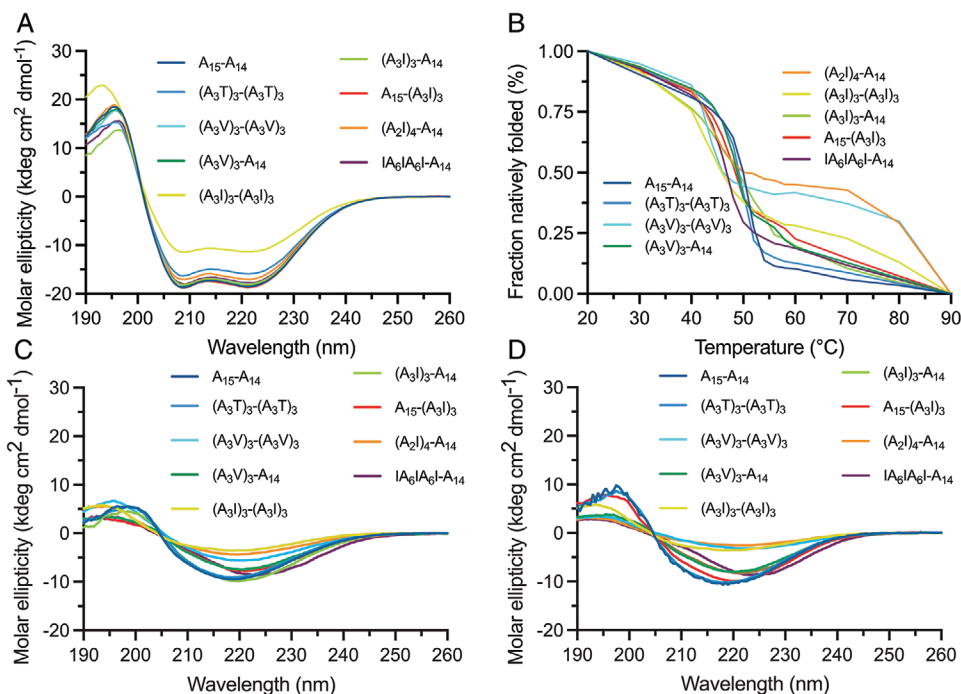 A
Molar ellipticity (kdeg cm² dmol⁻¹)
30
20
10
0
-10
-20
190 200 210 220 230 240 250 260
Wavelength (nm)
A₁₅-A₁₄
(A₃T)₃-(A₃T)₃
(A₃V)₃-(A₃V)₃
(A₃V)₃-A₁₄
(A₃I)₃-(A₃I)₃
(A₃I)₃-A₁₄
A₁₅-(A₃I)₃
(A₂I)₄-A₁₄
IA₆IA₆I-A₁₄
B
Fraction natively folded (%)
1.00
0.75
0.50
0.25
0.00
20 30 40 50 60 70 80 90
Temperature (°C)
(A₂I)₄-A₁₄
(A₃I)₃-(A₃I)₃
(A₃I)₃-A₁₄
A₁₅-(A₃I)₃
IA₆IA₆I-A₁₄
A₁₅-A₁₄
(A₃T)₃-(A₃T)₃
(A₃V)₃-(A₃V)₃
(A₃V)₃-A₁₄
C
Molar ellipticity (kdeg cm² dmol⁻¹)
30
20
10
0
-10
-20
190 200 210 220 230 240 250 260
Wavelength (nm)
A₁₅-A₁₄
(A₃T)₃-(A₃T)₃
(A₃V)₃-(A₃V)₃
(A₃V)₃-A₁₄
(A₃I)₃-(A₃I)₃
(A₃I)₃-A₁₄
A₁₅-(A₃I)₃
(A₂I)₄-A₁₄
IA₆IA₆I-A₁₄
D
Molar ellipticity (kdeg cm² dmol⁻¹)
30
20
10
0
-10
-20
190 200 210 220 230 240 250 260
Wavelength (nm)
A₁₅-A₁₄
(A₃T)₃-(A₃T)₃
(A₃V)₃-(A₃V)₃
(A₃V)₃-A₁₄
(A₃I)₃-(A₃I)₃
(A₃I)₃-A₁₄
A₁₅-(A₃I)₃
(A₂I)₄-A₁₄
IA₆IA₆I-A₁₄